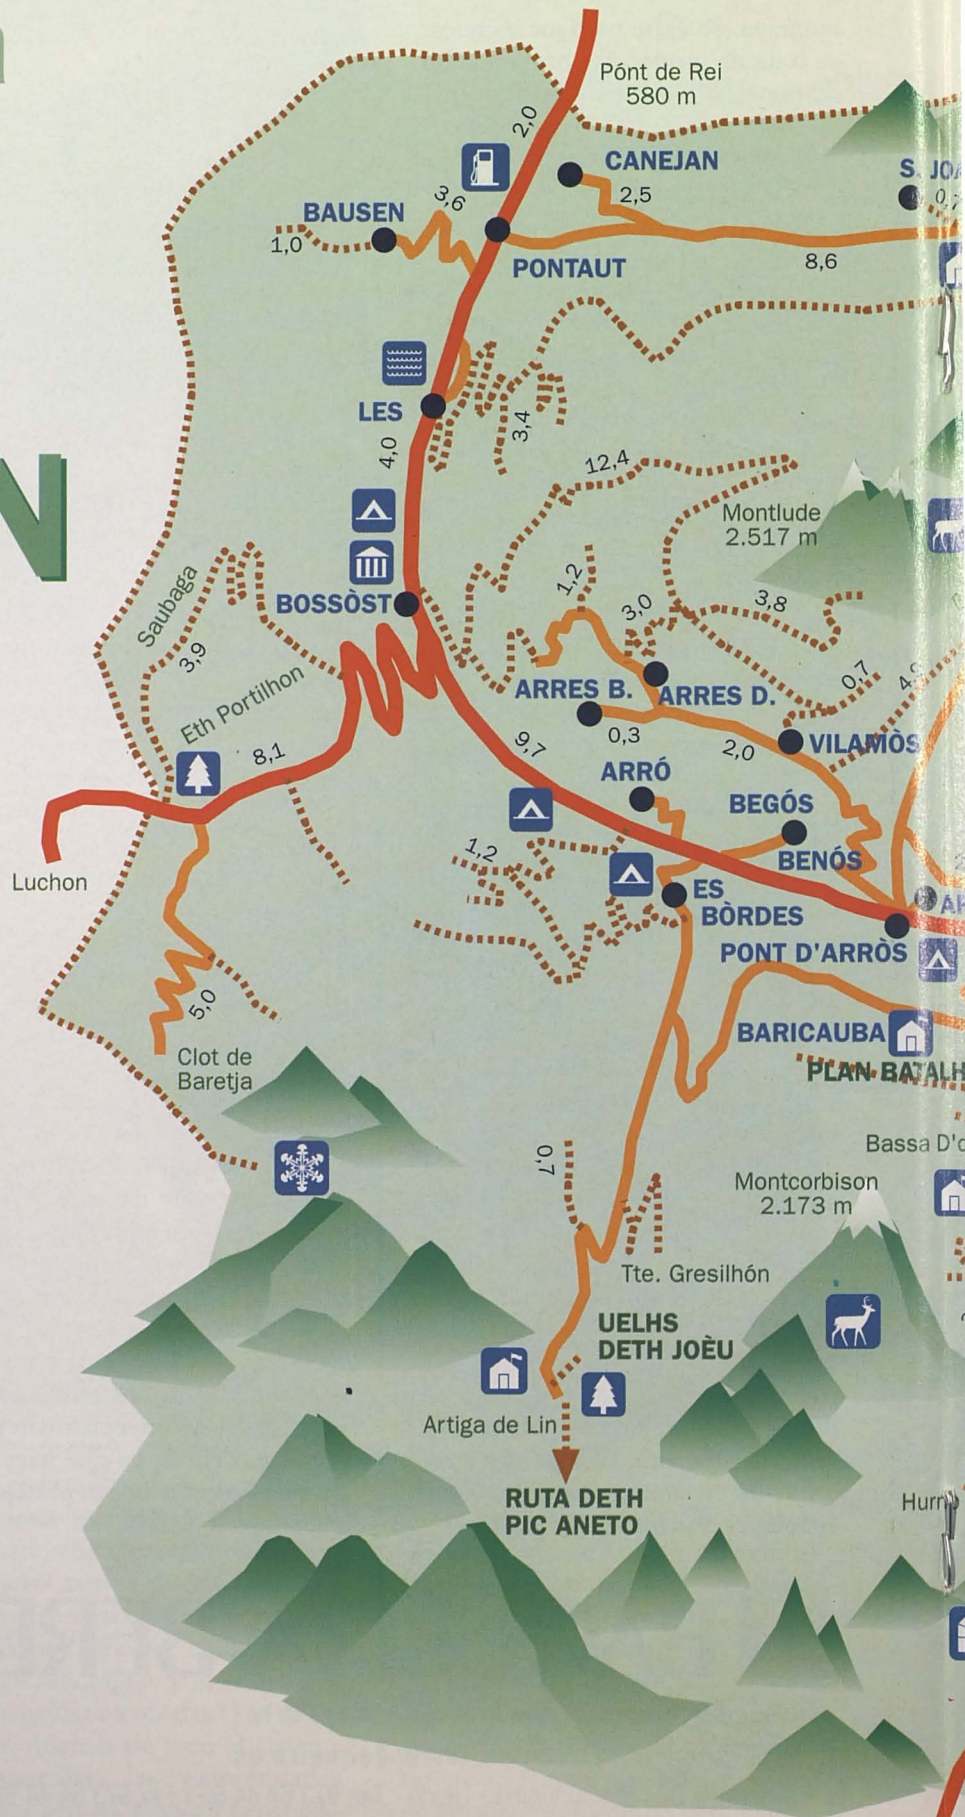 N
Pónt de Rei
580 m
2,0
CANEJAN
2,5
3,6
BAUSEN
1,0
PONTAUT
8,6
LES
3,4
4,0
12,4
Montlude
2.517 m
BOSSÒST
1,2
3,0
3,8
Saubaga
3,9
Eth Portilhon
8,1
ARRES B.
ARRES D.
0,7
0,3
2,0
VILAMÒS
9,7
ARRÓ
BEGÓS
BENÓS
1,2
Luchon
ES
BÒRDES
PONT D'ARRÒS
5,0
BARICAUBA
Clot de
Baretja
PLAN BATALH
Bassa D'o
0,7
Montcorbison
2.173 m
Tte. Gresilhón
UELHS
DETH JOÈU
Artiga de Lin
RUTA DETH
PIC ANETO